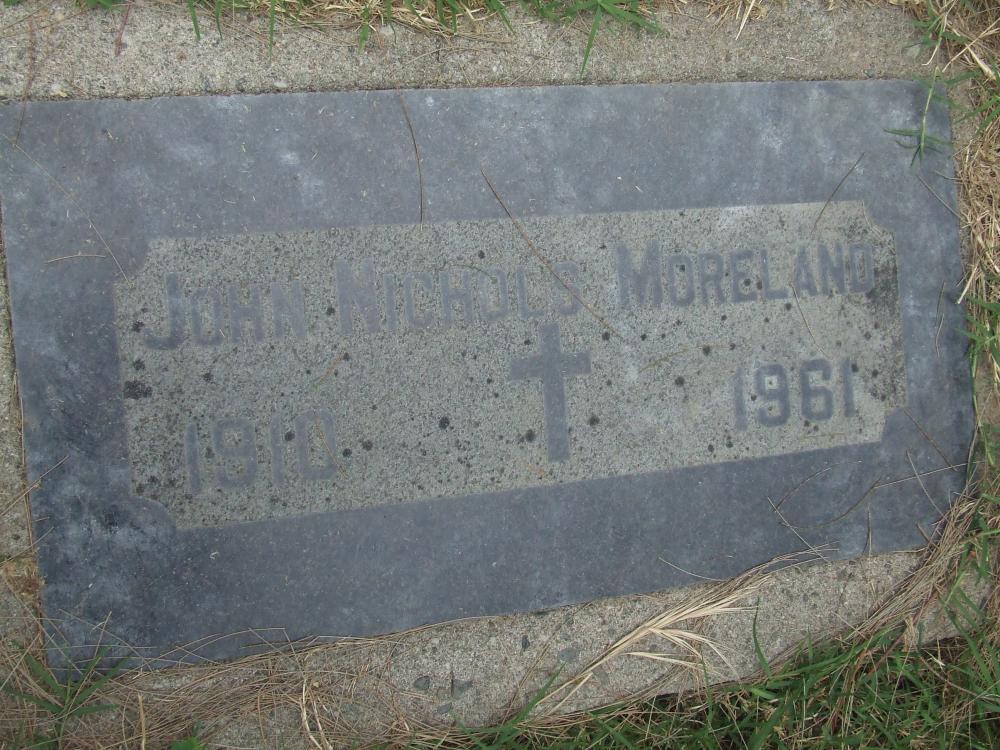 JOHN NICHOLS MORELAND
1910 1961